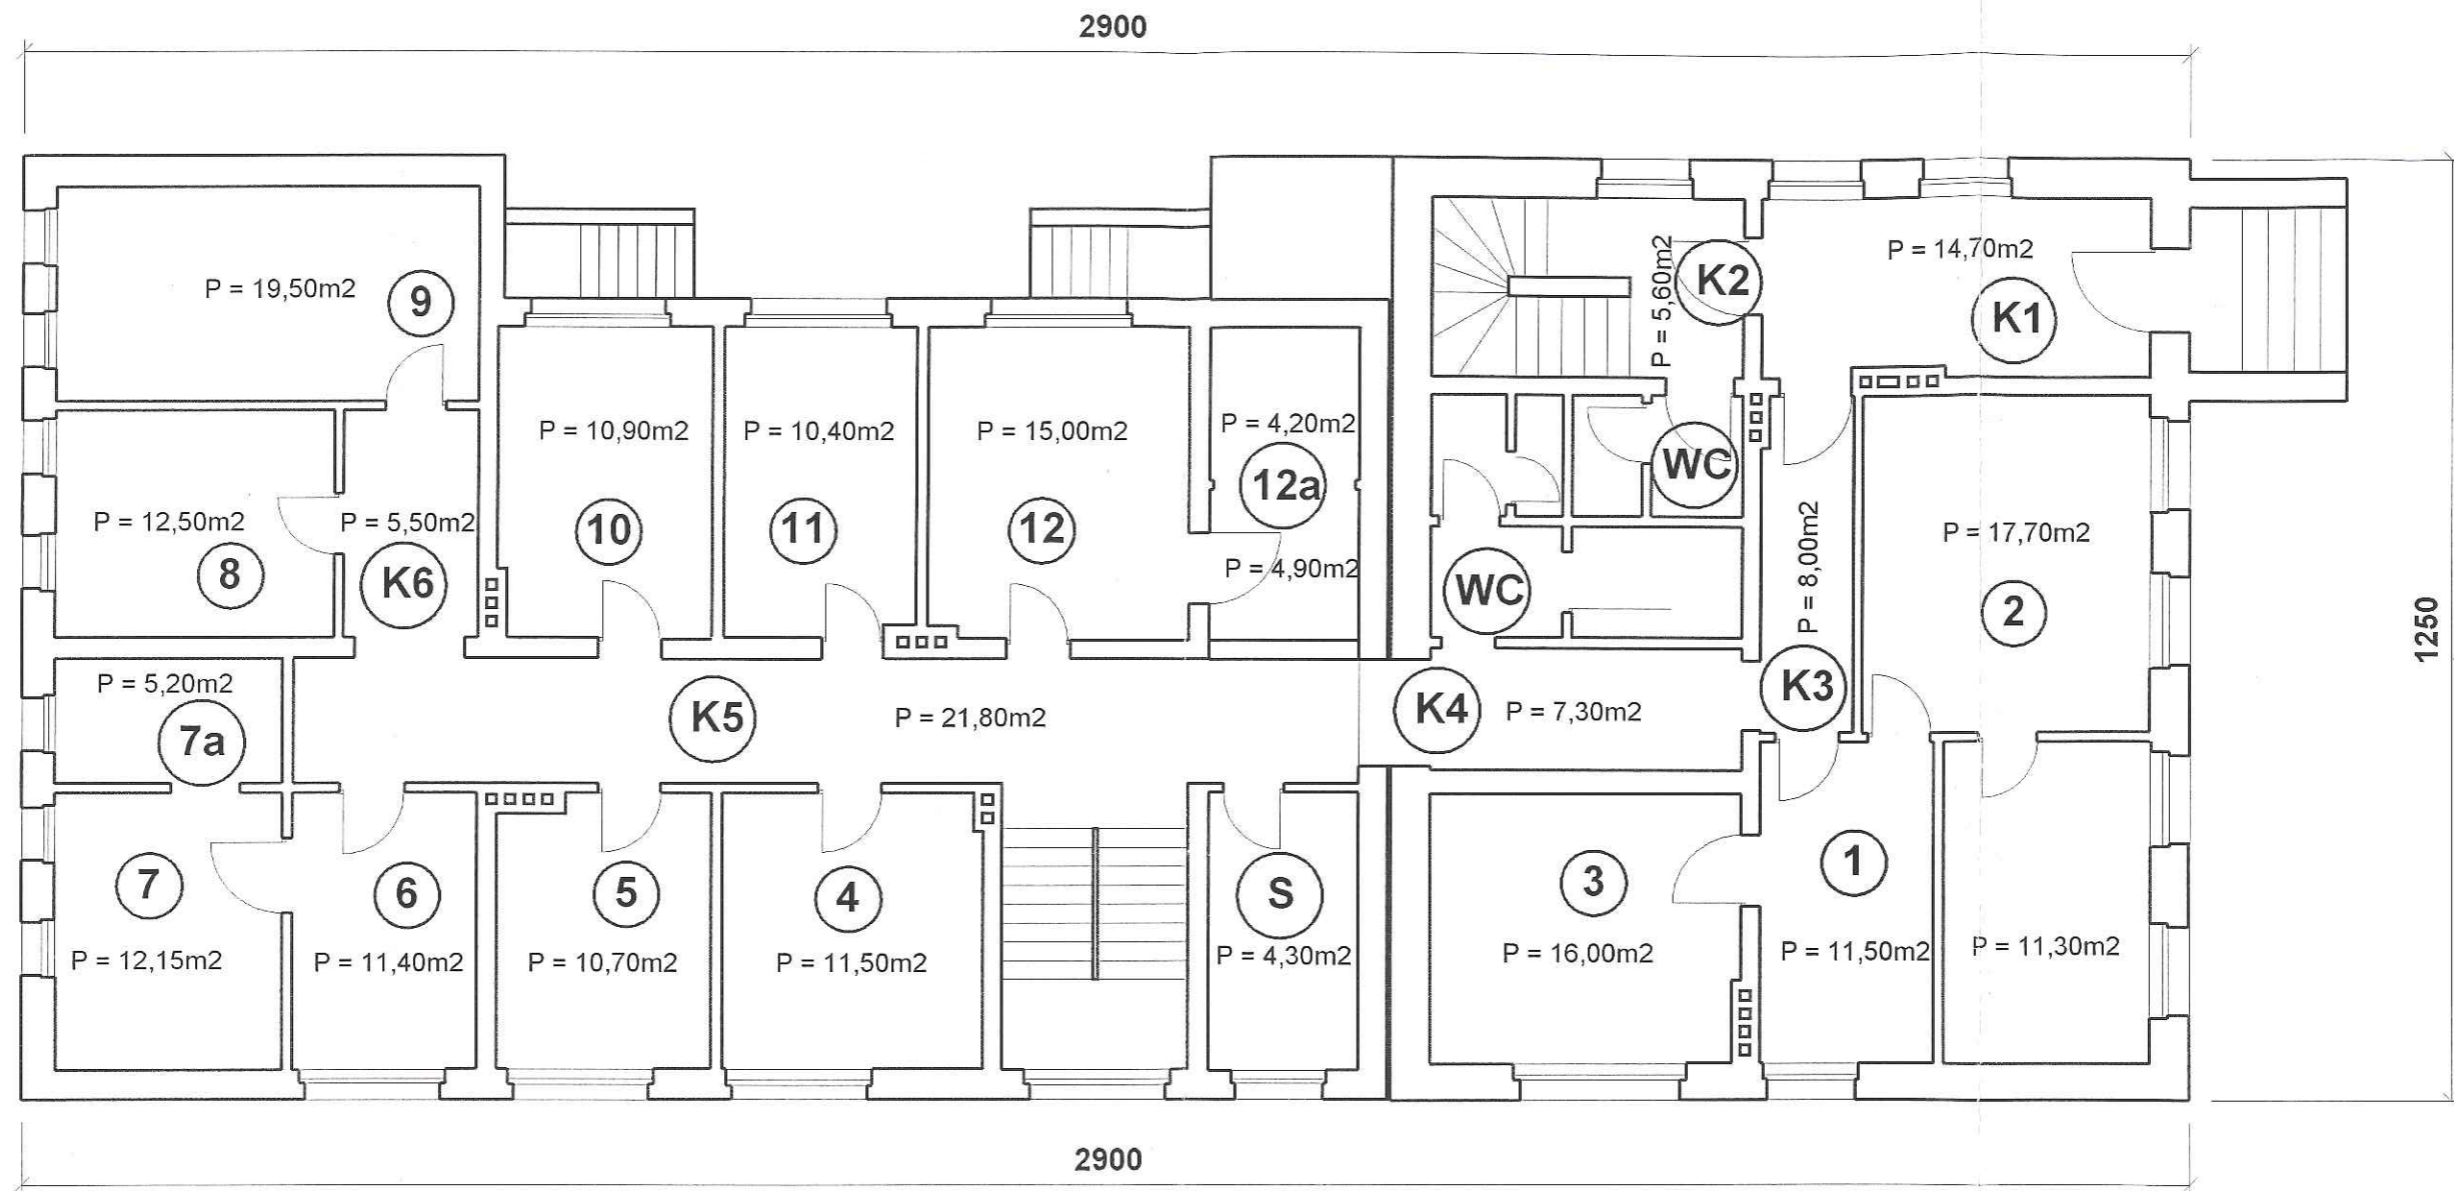 2900
P = 19,50m2
9
P = 5,60m2
K2
P = 14,70m2
K1
P = 10,90m2
10
P = 10,40m2
11
P = 15,00m2
12
P = 4,20m2
12a
P = 4,90m2
WC
WC
P = 12,50m2
8
P = 5,50m2
K6
P = 8,00m2
K3
P = 17,70m2
2
1250
P = 5,20m2
7a
K5
P = 21,80m2
K4
P = 7,30m2
7
P = 12,15m2
6
P = 11,40m2
5
P = 10,70m2
4
P = 11,50m2
S
P = 4,30m2
3
P = 16,00m2
1
P = 11,50m2
P = 11,30m2
2900